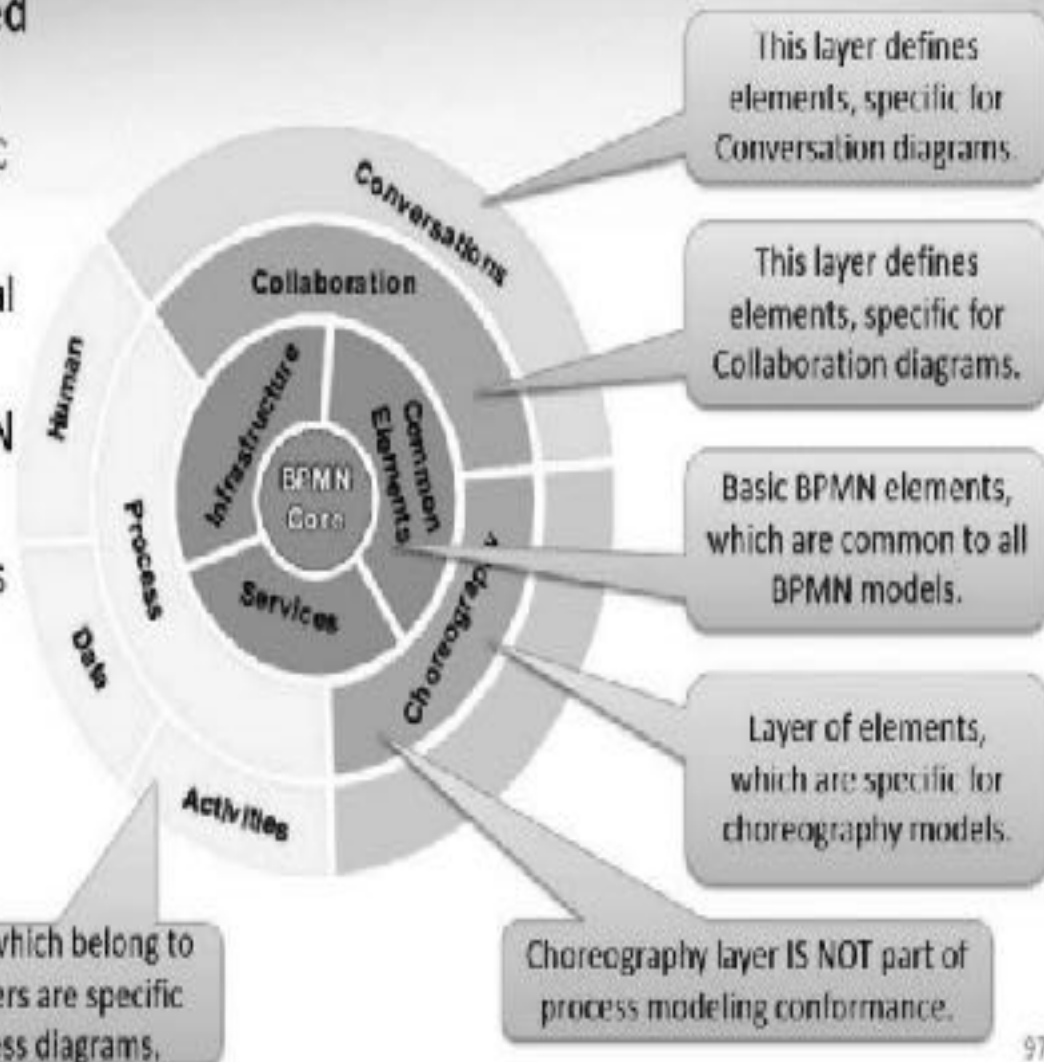 ed
This layer defines
elements, specific for
Conversation diagrams.
Conversations
This layer defines
elements, specific for
Collaboration diagrams.
Collaboration
Human
Infrastructure
Common
Elements
BPMN
Core
Basic BPMN elements,
which are common to all
BPMN models.
Process
Services
Data
Choreography
Layer of elements,
which are specific for
choreography models.
Activities
which belong to
ers are specific
ess diagrams.
Choreography layer IS NOT part of
process modeling conformance.
97